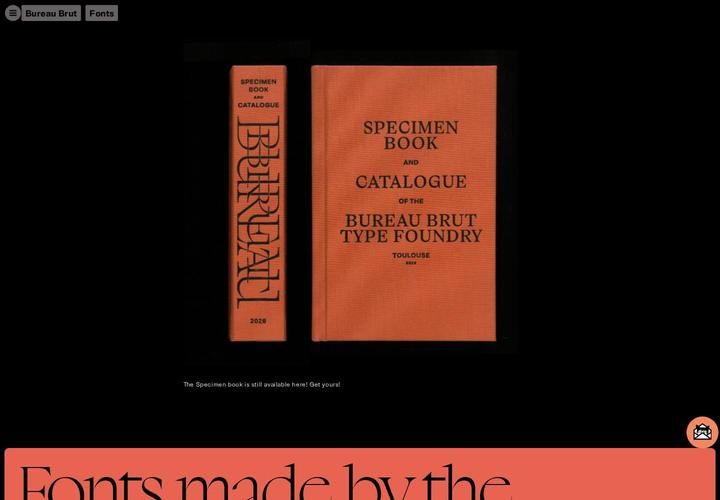 Bureau Brut
Fonts
SPECIMEN
BOOK
AND
CATALOGUE
BUREAU
2026
SPECIMEN
BOOK
AND
CATALOGUE
OF THE
BUREAU BRUT
TYPE FOUNDRY
TOULOUSE
The Specimen book is still available here! Get yours!
Fonts made by the